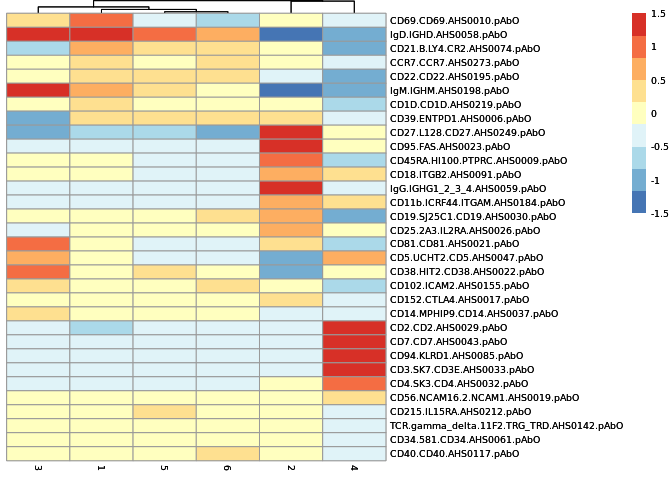 CD69.CD69.AHS0010.pAbO
IgD.IGHD.AHS0058.pAbO
CD21.B.LY4.CR2.AHS0074.pAbO
CCR7.CCR7.AHS0273.pAbO
CD22.CD22.AHS0195.pAbO
IgM.IGHM.AHS0198.pAbO
CD1D.CD1D.AHS0219.pAbO
CD39.ENTPD1.AHS0006.pAbO
CD27.L128.CD27.AHS0249.pAbO
CD95.FAS.AHS0023.pAbO
CD45RA.HI100.PTPRC.AHS0009.pAbO
CD18.ITGB2.AHS0091.pAbO
IgG.IGHG1_2_3_4.AHS0059.pAbO
CD11b.ICRF44.ITGAM.AHS0184.pAbO
CD19.SJ25C1.CD19.AHS0030.pAbO
CD25.2A3.IL2RA.AHS0026.pAbO
CD81.CD81.AHS0021.pAbO
CD5.UCHT2.CD5.AHS0047.pAbO
CD38.HIT2.CD38.AHS0022.pAbO
CD102.ICAM2.AHS0155.pAbO
CD152.CTLA4.AHS0017.pAbO
CD14.MPHIP9.CD14.AHS0037.pAbO
CD2.CD2.AHS0029.pAbO
CD7.CD7.AHS0043.pAbO
CD94.KLRD1.AHS0085.pAbO
CD3.SK7.CD3E.AHS0033.pAbO
CD4.SK3.CD4.AHS0032.pAbO
CD56.NCAM16.2.NCAM1.AHS0019.pAbO
CD215.IL15RA.AHS0212.pAbO
TCR.gamma_delta.11F2.TRG_TRD.AHS0142.pAbO
CD34.581.CD34.AHS0061.pAbO
CD40.CD40.AHS0117.pAbO
3 1 5 6 2 4
1.5
1
0.5
0
-0.5
-1
-1.5